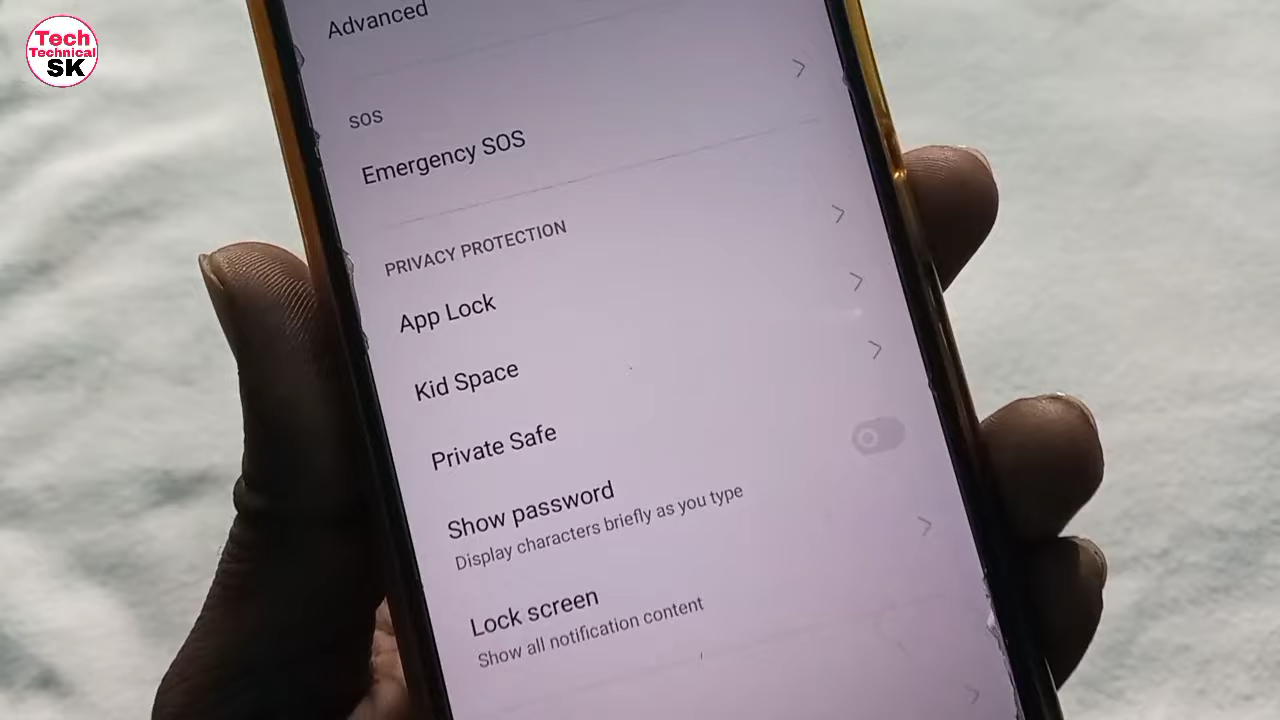 Tech
Technical
SK
Advanced
SOS
Emergency SOS
PRIVACY PROTECTION
App Lock
Kid Space
Private Safe
Show password
Display characters briefly as you type
Lock screen
Show all notification content